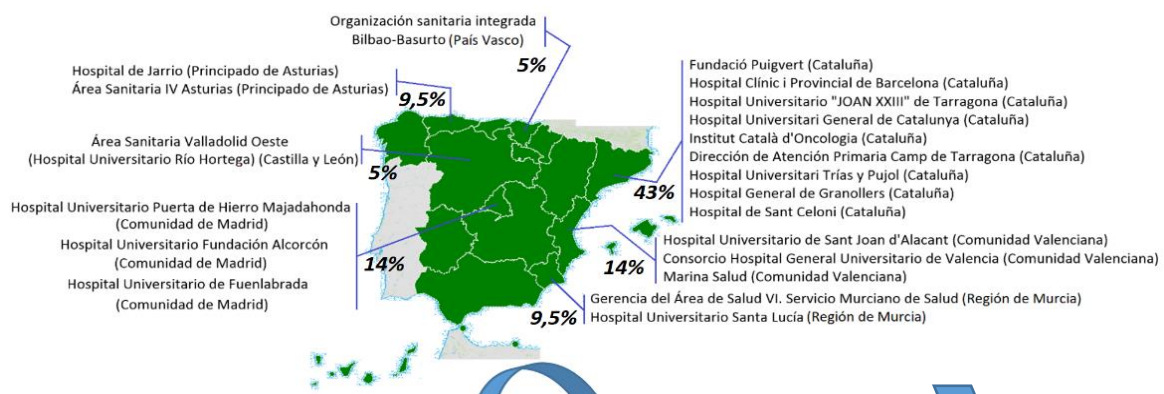 Organización sanitaria integrada
Bilbao-Basurto (País Vasco)
5%
Hospital de Jarrio (Principado de Asturias)
Área Sanitaria IV Asturias (Principado de Asturias)
9,5%
Área Sanitaria Valladolid Oeste
(Hospital Universitario Río Hortega) (Castilla y León)
5%
Hospital Universitario Puerta de Hierro Majadahonda
(Comunidad de Madrid)
Hospital Universitario Fundación Alcorcón
(Comunidad de Madrid)
Hospital Universitario de Fuenlabrada
(Comunidad de Madrid)
14%
Fundació Puigvert (Cataluña)
Hospital Clínic i Provincial de Barcelona (Cataluña)
Hospital Universitario "JOAN XXIII" de Tarragona (Cataluña)
Hospital Universitari General de Catalunya (Cataluña)
Institut Català d'Oncologia (Cataluña)
Dirección de Atención Primaria Camp de Tarragona (Cataluña)
Hospital Universitari Trías y Pujol (Cataluña)
Hospital General de Granollers (Cataluña)
Hospital de Sant Celoni (Cataluña)
43%
Hospital Universitario de Sant Joan d'Alacant (Comunidad Valenciana)
Consorcio Hospital General Universitario de Valencia (Comunidad Valenciana)
Marina Salud (Comunidad Valenciana)
14%
Gerencia del Área de Salud VI. Servicio Murciano de Salud (Región de Murcia)
Hospital Universitario Santa Lucía (Región de Murcia)
9,5%